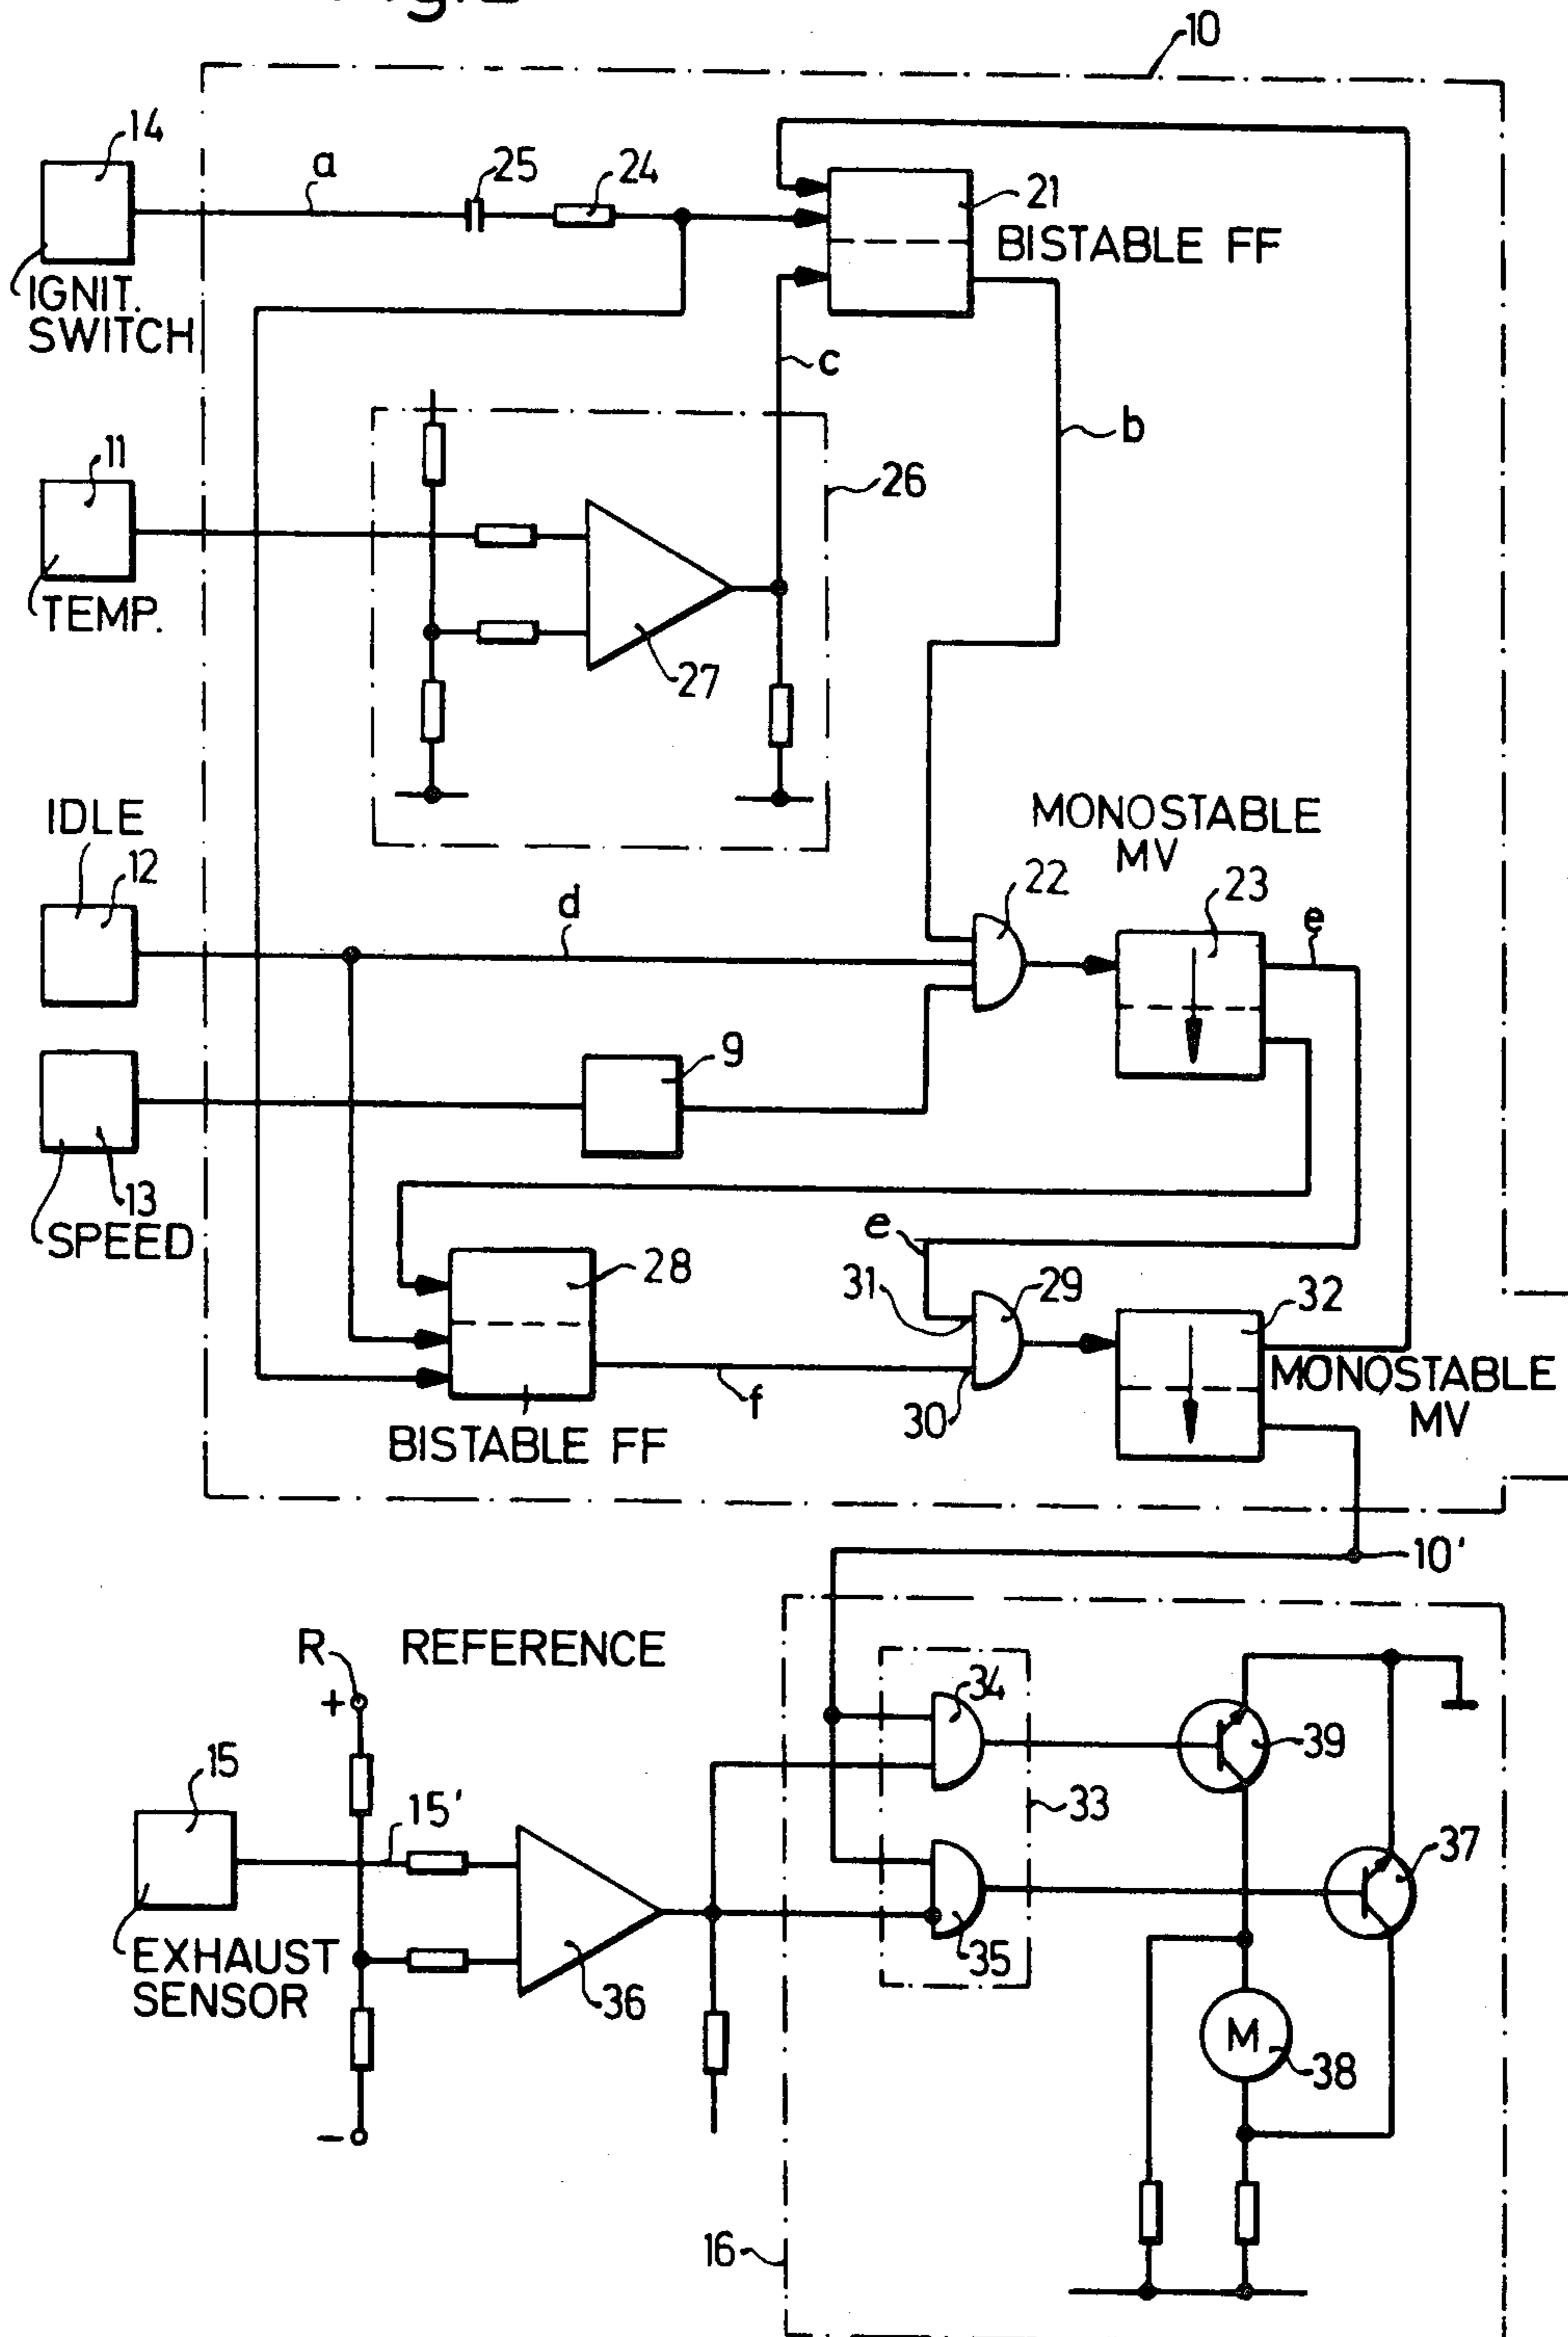 10
14
a
25
24
21
BISTABLE FF
IGNIT.
SWITCH
c
b
11
26
TEMP.
27
IDLE
12
MONOSTABLE
MV
d
22
23
e
9
13
SPEED
e
28
31
29
32
f
30
MONOSTABLE
MV
BISTABLE FF
10'
R
REFERENCE
+
34
39
15
15'
33
37
EXHAUST
SENSOR
36
35
M
38
−
16